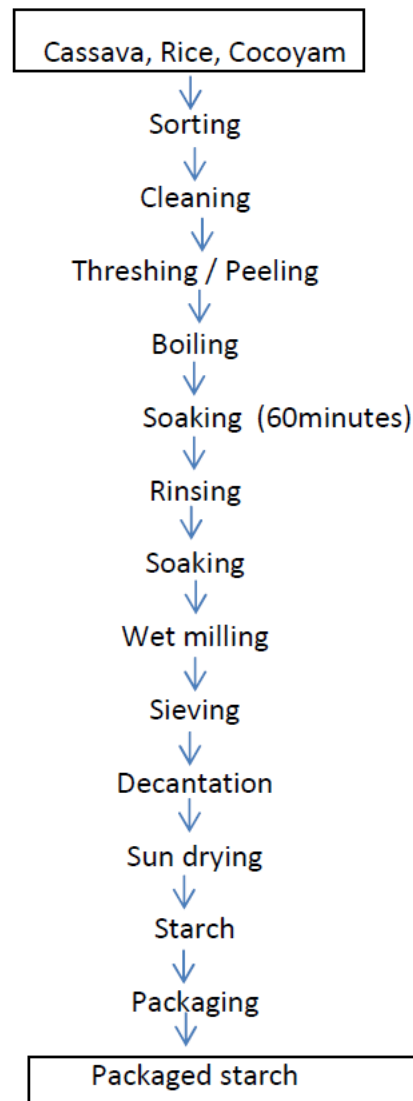 Cassava, Rice, Cocoyam
Sorting
Cleaning
Threshing / Peeling
Boiling
Soaking (60minutes)
Rinsing
Soaking
Wet milling
Sieving
Decantation
Sun drying
Starch
Packaging
Packaged starch